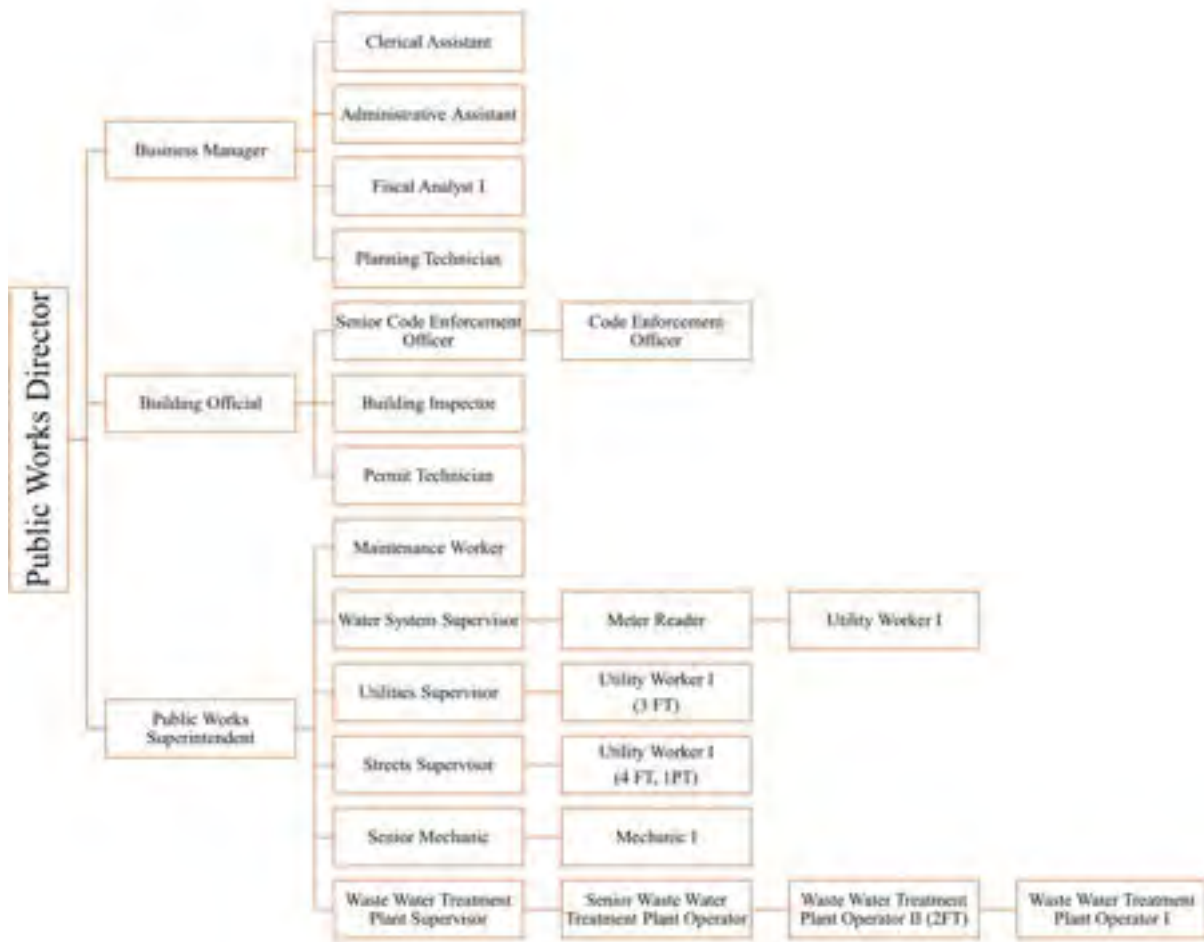 Public Works Director
Business Manager
Clerical Assistant
Administrative Assistant
Fiscal Analyst I
Planning Technician
Building Official
Senior Code Enforcement
Officer
Code Enforcement
Officer
Building Inspector
Permit Technician
Public Works
Superintendent
Maintenance Worker
Water System Supervisor
Meter Reader
Utility Worker I
Utilities Supervisor
Utility Worker I
(3 FT)
Streets Supervisor
Utility Worker I
(4 FT, 1PT)
Senior Mechanic
Mechanic I
Waste Water Treatment
Plant Supervisor
Senior Waste Water
Treatment Plant Operator
Waste Water Treatment
Plant Operator II (2FT)
Waste Water Treatment
Plant Operator I